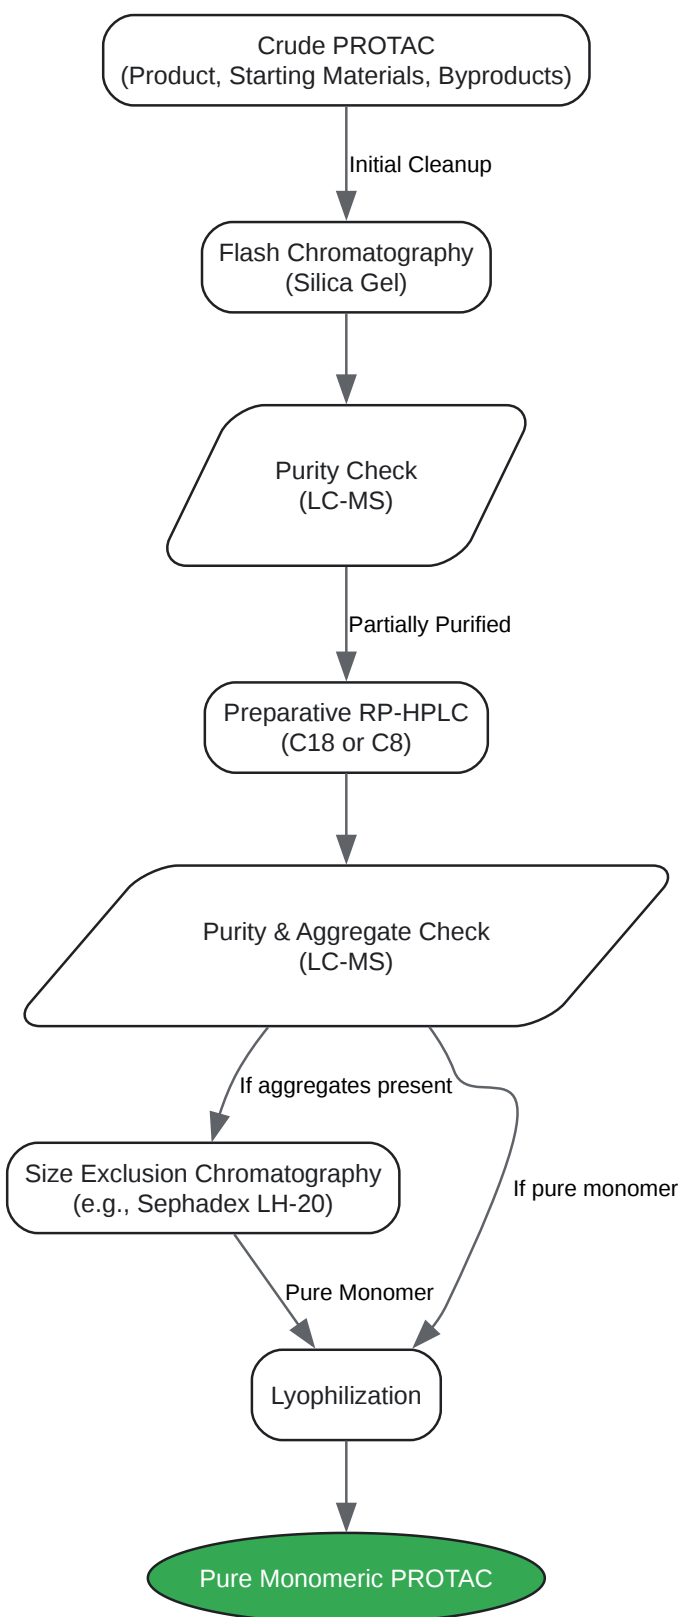 Crude PROTAC
(Product, Starting Materials, Byproducts)
Initial Cleanup
Flash Chromatography
(Silica Gel)
Purity Check
(LC-MS)
Partially Purified
Preparative RP-HPLC
(C18 or C8)
Purity & Aggregate Check
(LC-MS)
If aggregates present
Size Exclusion Chromatography
(e.g., Sephadex LH-20)
If pure monomer
Pure Monomer
Lyophilization
Pure Monomeric PROTAC